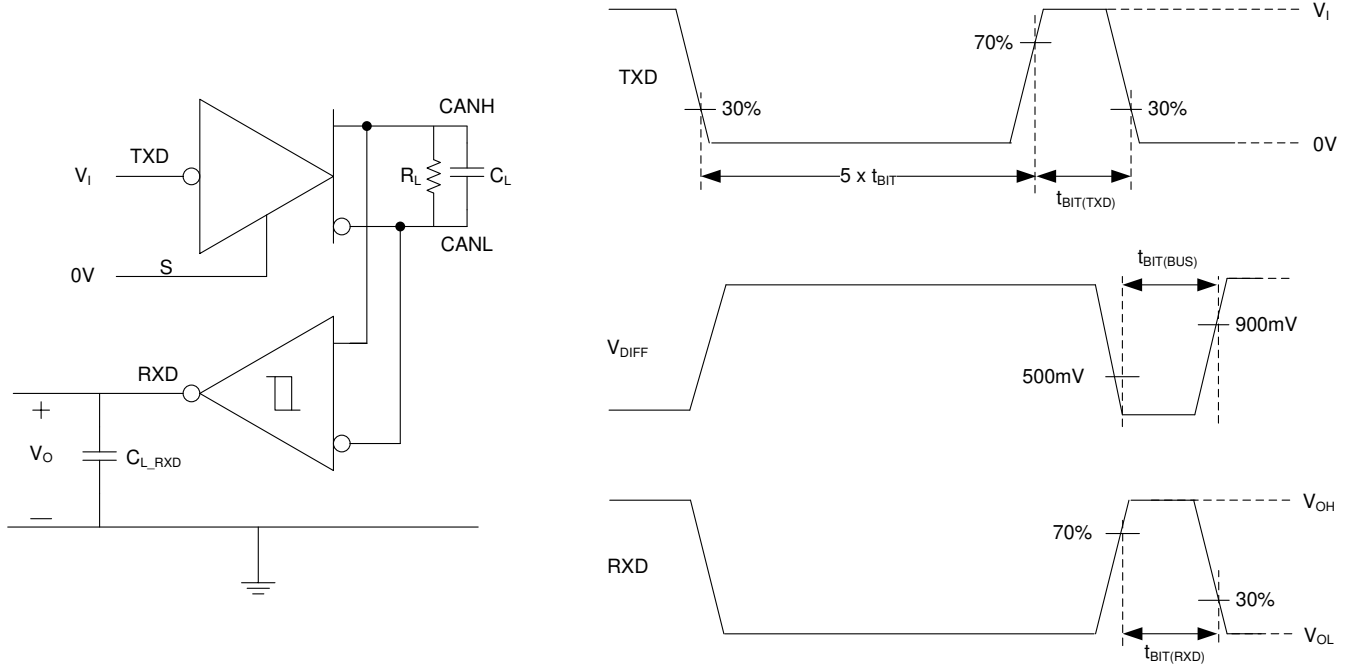 CANH
TXD
V_I
R_L
C_L
CANL
0V
S
RXD
+
V_O
C_L_RXD
—
V_I
70%
TXD
30%
30%
0V
5 x t_BIT
t_BIT(TXD)
t_BIT(BUS)
900mV
V_DIFF
500mV
V_OH
70%
RXD
30%
V_OL
t_BIT(RXD)